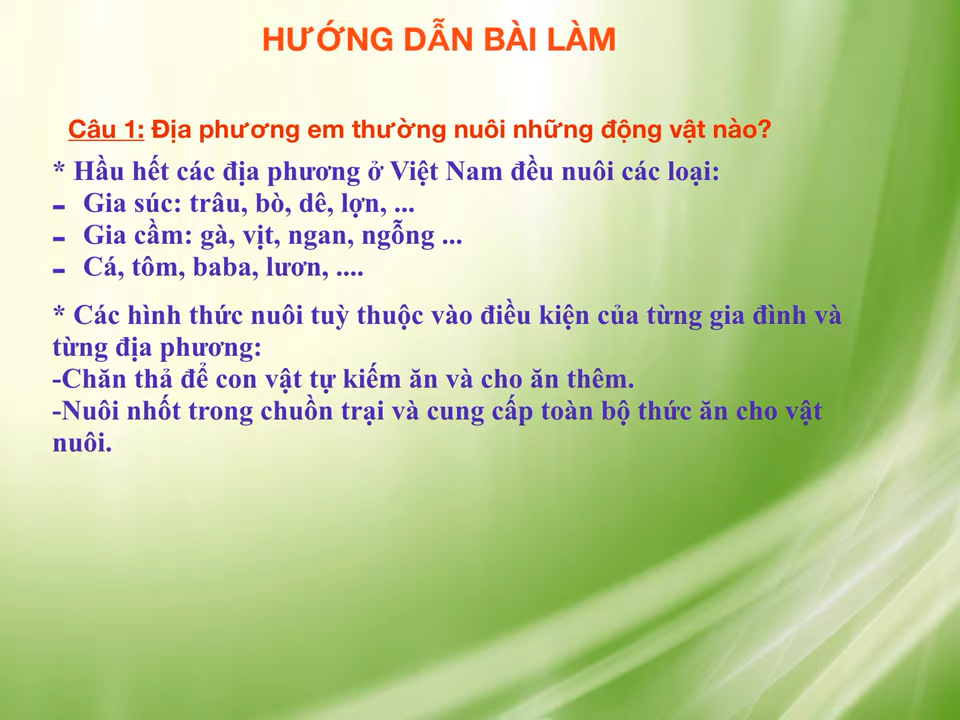 HƯỚNG DẪN BÀI LÀM
Câu 1: Địa phương em thường nuôi những động vật nào?
* Hầu hết các địa phương ở Việt Nam đều nuôi các loại:
- Gia súc: trâu, bò, dê, lợn, ...
- Gia cầm: gà, vịt, ngan, ngỗng ...
- Cá, tôm, baba, lươn, ....
* Các hình thức nuôi tuỳ thuộc vào điều kiện của từng gia đình và
từng địa phương:
-Chăn thả để con vật tự kiếm ăn và cho ăn thêm.
-Nuôi nhốt trong chuồn trại và cung cấp toàn bộ thức ăn cho vật
nuôi.